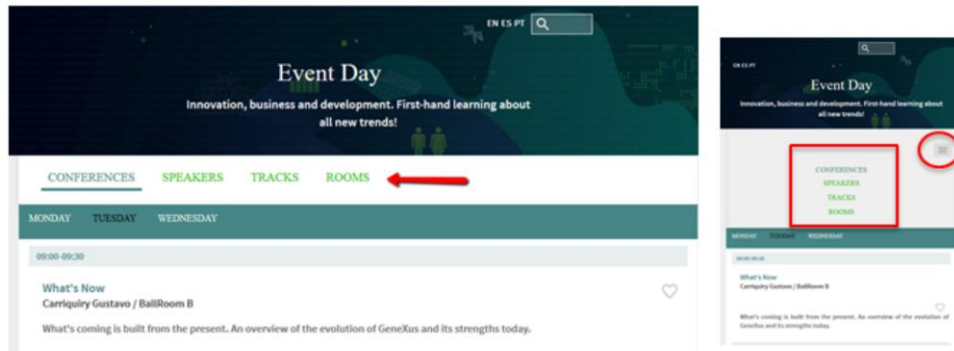 EN ES PT
Event Day
Innovation, business and development. First-hand learning about
all new trends!
CONFERENCES SPEAKERS TRACKS ROOMS
MONDAY TUESDAY WEDNESDAY
09:00-09:30
What's Now
Carriquiry Gustavo / BallRoom B
What's coming is built from the present. An overview of the evolution of GeneXus and its strengths today.
EN ES PT
Event Day
Innovation, business and development. First-hand learning about
all new trends!
CONFERENCES
SPEAKERS
TRACKS
ROOMS
MONDAY TUESDAY WEDNESDAY
09:00-09:30
What's Now
Carriquiry Gustavo / BallRoom B
What's coming is built from the present. An overview of the evolution of
GeneXus and its strengths today.